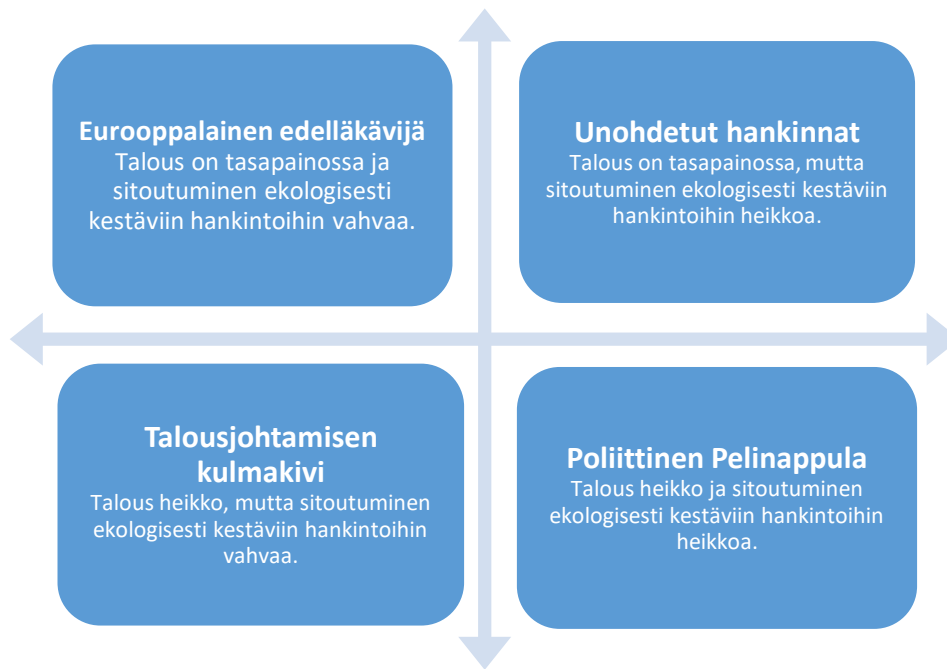 Eurooppalainen edelläkävijä
Talous on tasapainossa ja
sitoutuminen ekologisesti
kestäviin hankintoihin vahvaa.
Unohdetut hankinnat
Talous on tasapainossa, mutta
sitoutuminen ekologisesti kestäviin
hankintoihin heikkoa.
Talousjohtamisen
kulmakivi
Talous heikko, mutta sitoutuminen
ekologisesti kestäviin hankintoihin
vahvaa.
Poliittinen Pelinappula
Talous heikko ja sitoutuminen
ekologisesti kestäviin hankintoihin
heikkoa.